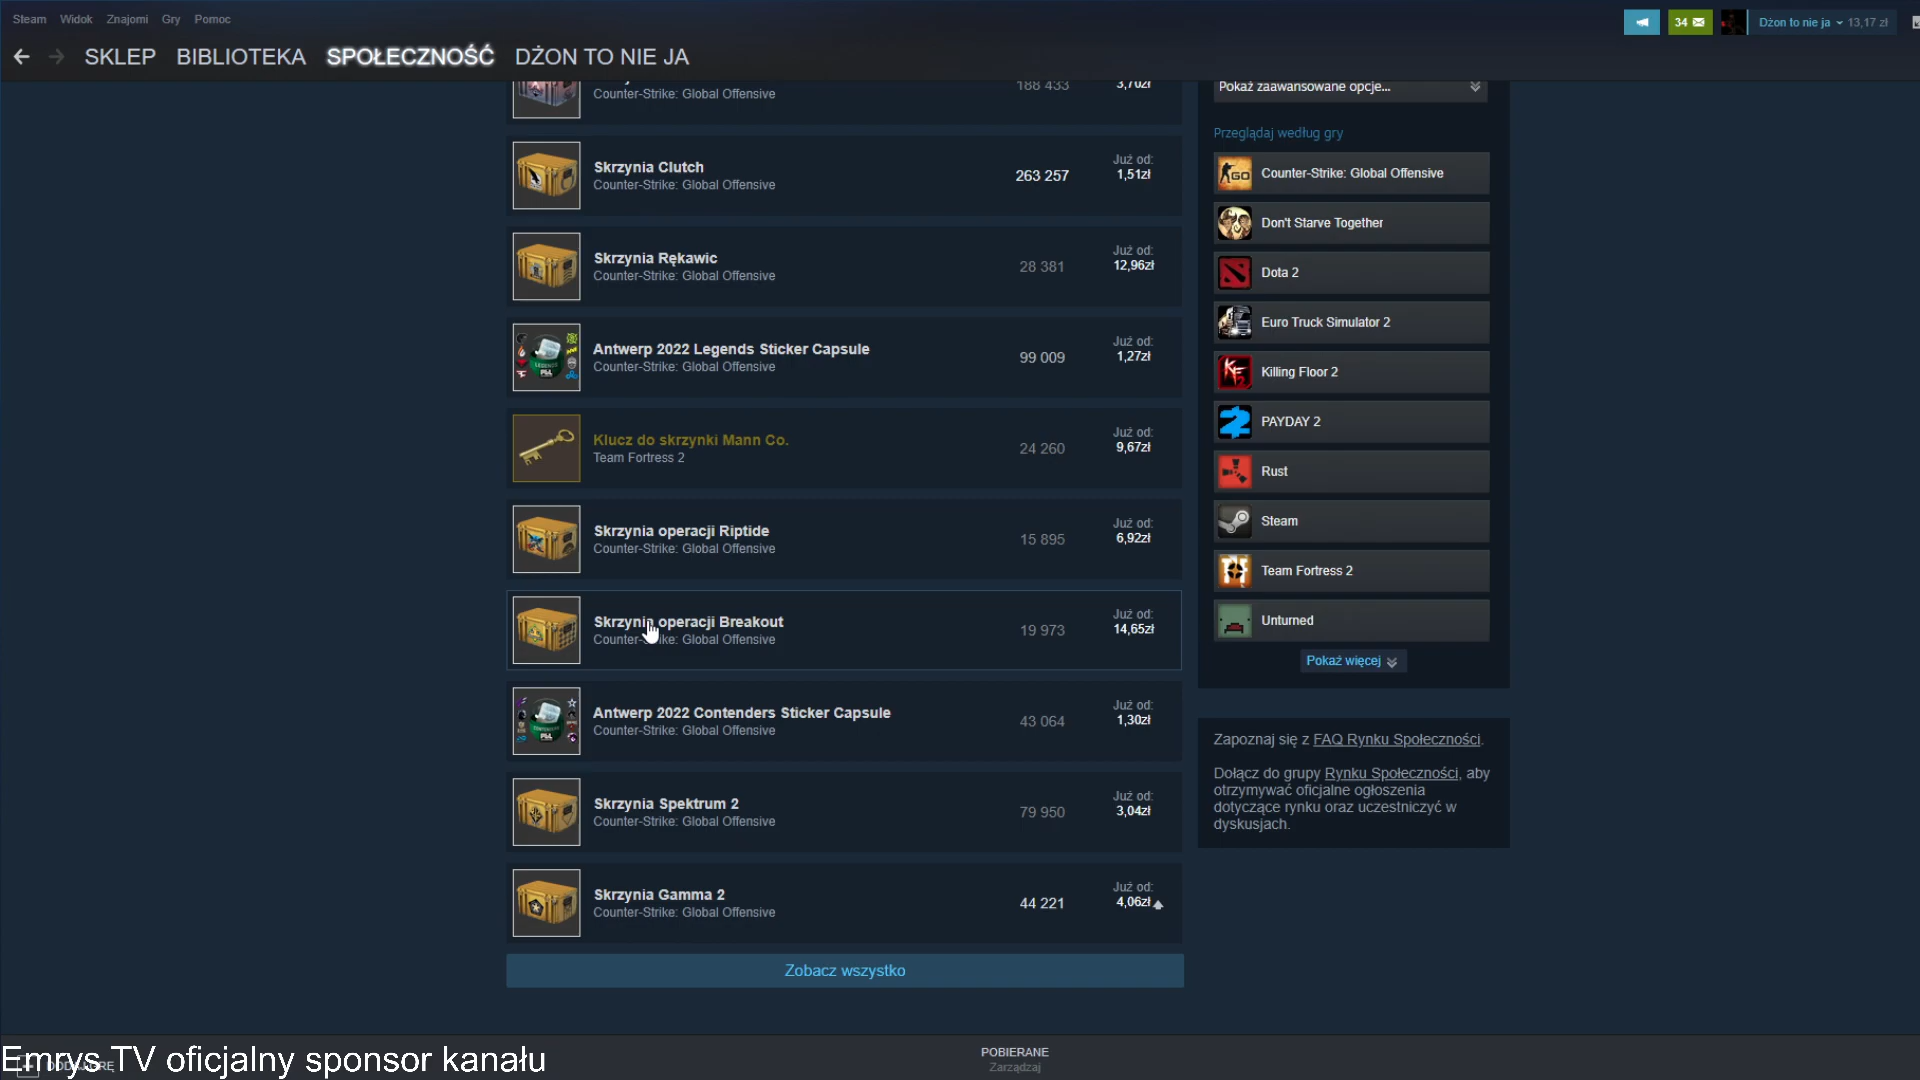 Steam Widok Znajomi Gry Pomoc
34
Dżon to nie ja 13,17 zł
SKLEP BIBLIOTEKA SPOŁECZNOŚĆ DŻON TO NIE JA
Counter-Strike: Global Offensive
188 433
3,70zł
Skrzynia Clutch
Counter-Strike: Global Offensive
263 257
Już od:
1,51zł
Skrzynia Rękawic
Counter-Strike: Global Offensive
28 381
Już od:
12,96zł
Antwerp 2022 Legends Sticker Capsule
Counter-Strike: Global Offensive
99 009
Już od:
1,27zł
Klucz do skrzynki Mann Co.
Team Fortress 2
24 260
Już od:
9,67zł
Skrzynia operacji Riptide
Counter-Strike: Global Offensive
15 895
Już od:
6,92zł
Skrzynia operacji Breakout
Counter-Strike: Global Offensive
19 973
Już od:
14,65zł
Antwerp 2022 Contenders Sticker Capsule
Counter-Strike: Global Offensive
43 064
Już od:
1,30zł
Skrzynia Spektrum 2
Counter-Strike: Global Offensive
79 950
Już od:
3,04zł
Skrzynia Gamma 2
Counter-Strike: Global Offensive
44 221
Już od:
4,06zł
Zobacz wszystko
Pokaż zaawansowane opcje...
Przeglądaj według gry
Counter-Strike: Global Offensive
Don't Starve Together
Dota 2
Euro Truck Simulator 2
Killing Floor 2
PAYDAY 2
Rust
Steam
Team Fortress 2
Unturned
Pokaż więcej
Zapoznaj się z FAQ Rynku Społeczności.
Dołącz do grupy Rynku Społeczności, aby
otrzymywać oficjalne ogłoszenia
dotyczące rynku oraz uczestniczyć w
dyskusjach.
Emrys.TV oficjalny sponsor kanału
DODAJ GRĘ
POBIERANE
Zarządzaj